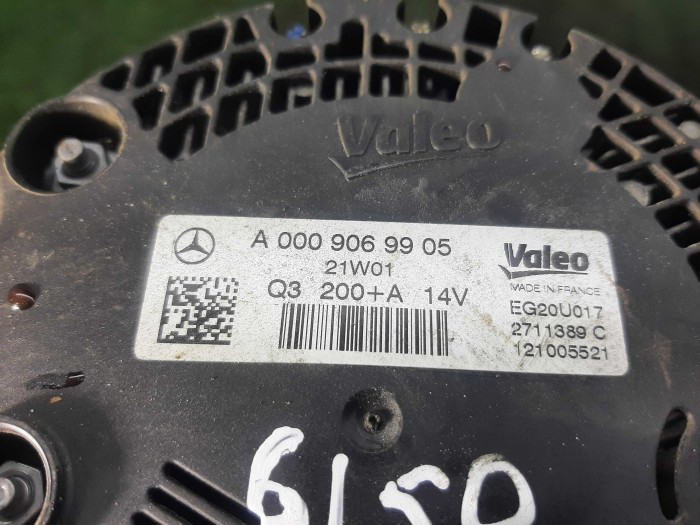 Valeo
A 000 906 99 05
21W01
Q3 200+A 14V
Valeo
MADE IN FRANCE
EG20U017
2711389 C
121005521
6150